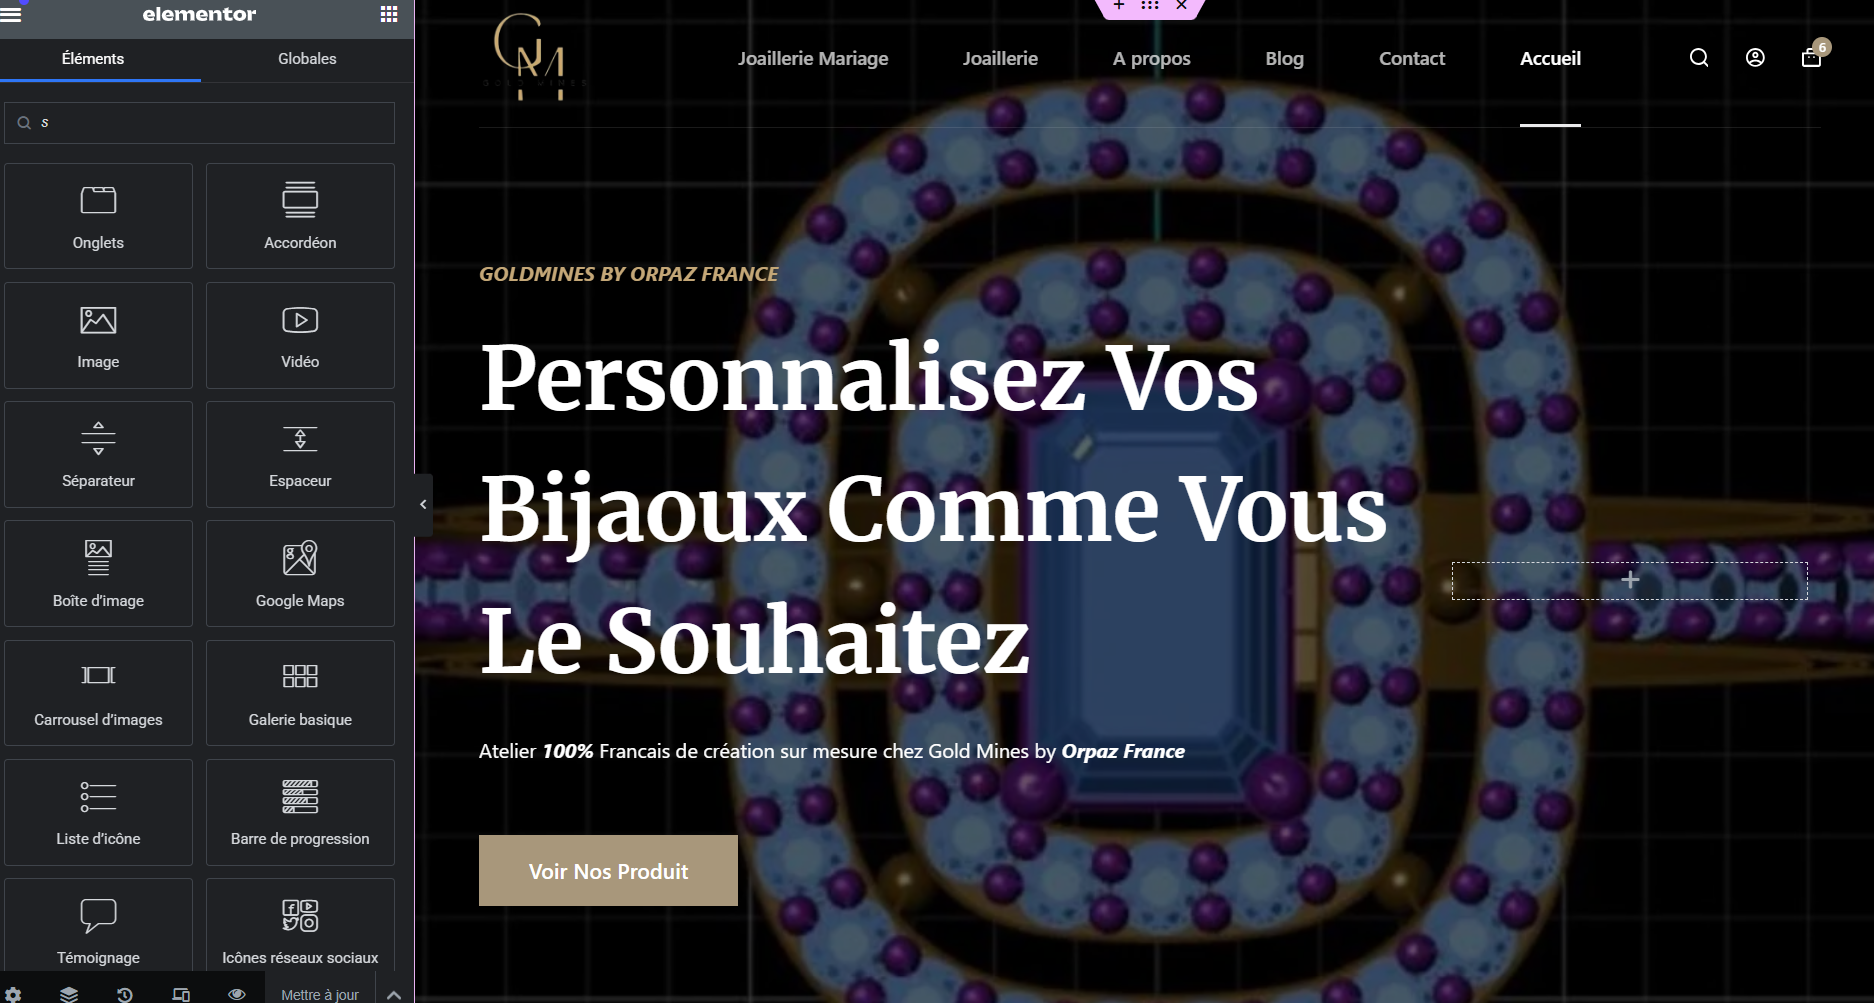 elementor
Éléments
Globales
s
Onglets
Accordéon
Image
Vidéo
Séparateur
Espaceur
Boîte d’image
Google Maps
Carrousel d’images
Galerie basique
Liste d’icône
Barre de progression
Témoignage
Icônes réseaux sociaux
Mettre à jour
GOLD MINES
Joaillerie Mariage
Joaillerie
A propos
Blog
Contact
Accueil
6
GOLDMINES BY ORPAZ FRANCE
Personnalisez Vos
Bijaoux Comme Vous
Le Souhaitez
Atelier 100% Francais de création sur mesure chez Gold Mines by Orpaz France
Voir Nos Produit